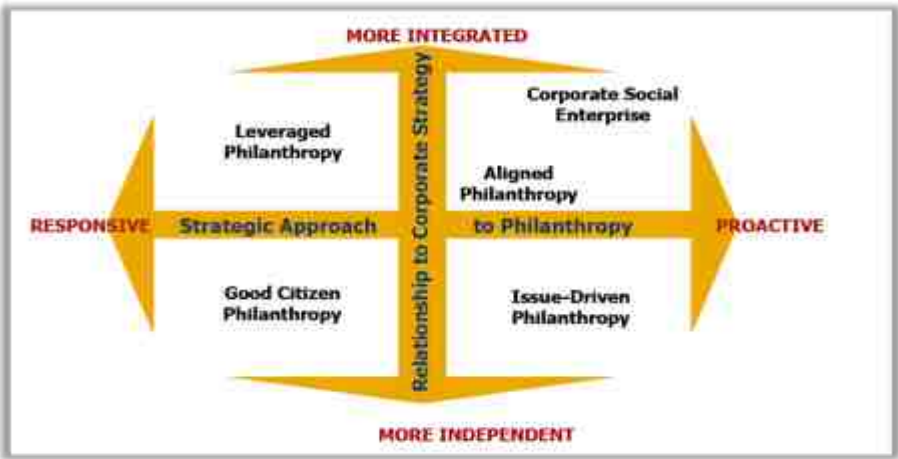 MORE INTEGRATED
Corporate Social
Enterprise
Leveraged
Philanthropy
Relationship to Corporate Strategy
Aligned
Philanthropy
RESPONSIVE
Strategic Approach
to Philanthropy
PROACTIVE
Good Citizen
Philanthropy
Issue-Driven
Philanthropy
MORE INDEPENDENT